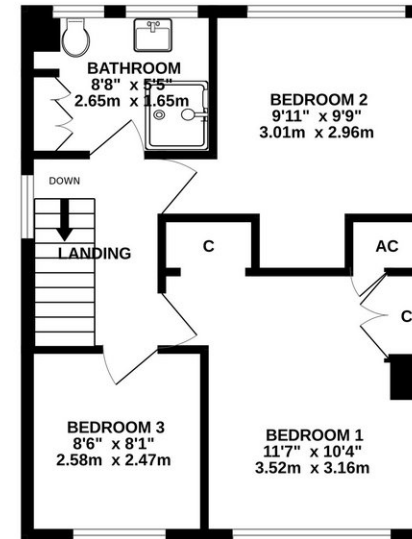 BATHROOM
8'8" x 5'5"
2.65m x 1.65m
BEDROOM 2
9'11" x 9'9"
3.01m x 2.96m
DOWN
LANDING
C
AC
C
BEDROOM 3
8'6" x 8'1"
2.58m x 2.47m
BEDROOM 1
11'7" x 10'4"
3.52m x 3.16m